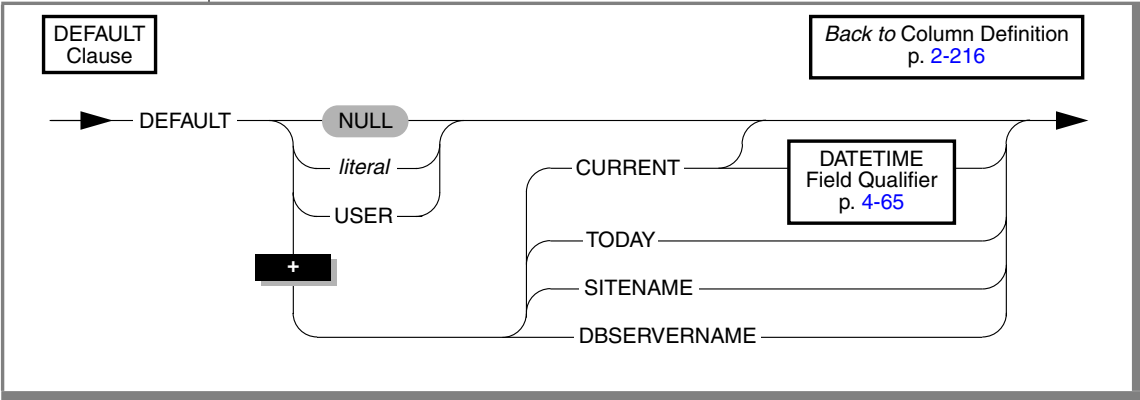 DEFAULT
Clause
Back to Column Definition
p. 2-216
DEFAULT
NULL
literal
USER
+
CURRENT
DATETIME
Field Qualifier
p. 4-65
TODAY
SITENAME
DBSERVERNAME